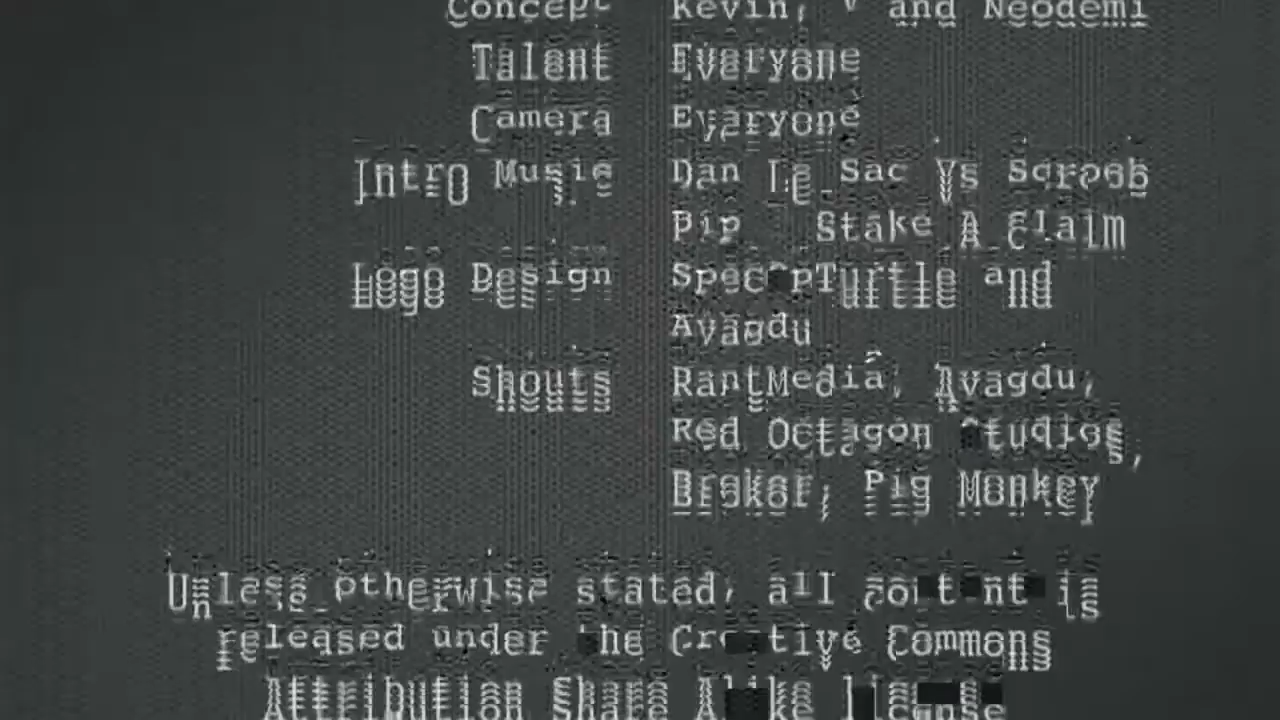 Concept Kevin, V and Neodemi
Talent Everyone
Camera Everyone
Intro Music Dan Le Sac Vs Scroob
Pip Stake A Claim
Logo Design SpecOpTurtle and
Avagdu
Shouts RantMedia, Avagdu,
Red Octagon Studios,
Broker, Pig Monkey
Unless otherwise stated, all content is
released under the Creative Commons
Attribution Share Alike license